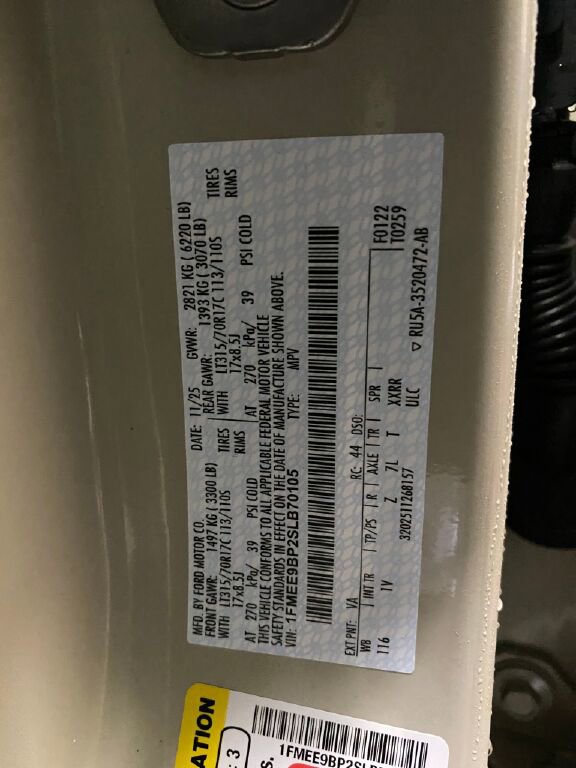 MFD. BY FORD MOTOR CO.
DATE: 11/25 GVWR: 2821 KG ( 6220 LB)
FRONT GAWR: 1497 KG ( 3300 LB)
REAR GAWR: 1393 KG ( 3070 LB)
WITH LT315/70R17C 113/110S TIRES
WITH LT315/70R17C 113/110S TIRES
17x8.5J RIMS
17x8.5J RIMS
AT 270 kPa/ 39 PSI COLD
AT 270 kPa/ 39 PSI COLD
THIS VEHICLE CONFORMS TO ALL APPLICABLE FEDERAL MOTOR VEHICLE
SAFETY STANDARDS IN EFFECT ON THE DATE OF MANUFACTURE SHOWN ABOVE.
VIN: 1FMEE9BP2SLB70105 TYPE: MPV
EXT PNT: VA RC: 44 DSO: F0122
T0259
WB INT TR TP/PS R AXLE TR SPR
116 1V Z 7L T XXRR
3202511268157 ULC ▽ RU5A-3520472-AB
ATION
: 3
S.